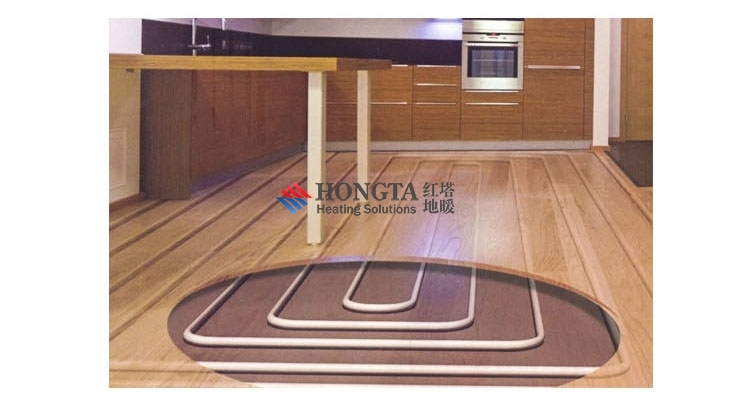 HONGTA 红塔
Heating Solutions 地暖